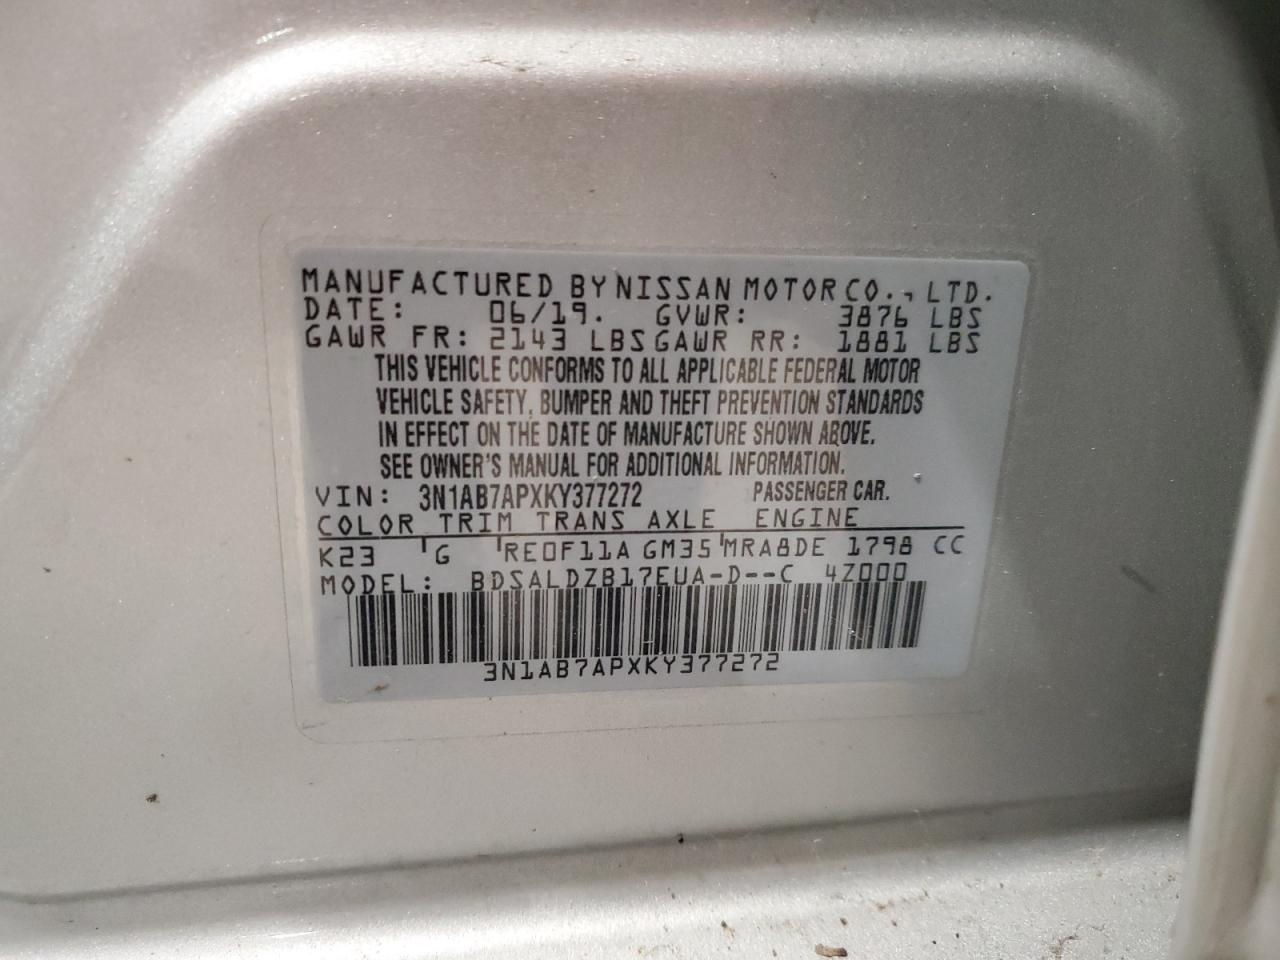 MANUFACTURED BY NISSAN MOTOR CO., LTD.
DATE: 06/19. GVWR: 3876 LBS
GAWR FR: 2143 LBS GAWR RR: 1881 LBS
THIS VEHICLE CONFORMS TO ALL APPLICABLE FEDERAL MOTOR
VEHICLE SAFETY, BUMPER AND THEFT PREVENTION STANDARDS
IN EFFECT ON THE DATE OF MANUFACTURE SHOWN ABOVE.
SEE OWNER'S MANUAL FOR ADDITIONAL INFORMATION.
VIN: 3N1AB7APXKY377272 PASSENGER CAR.
COLOR TRIM TRANS AXLE ENGINE
K23 G RE0F11A GM35 MRA8DE 1798 CC
MODEL: BDSALDZB17EUA-D--C 4Z000
3N1AB7APXKY377272